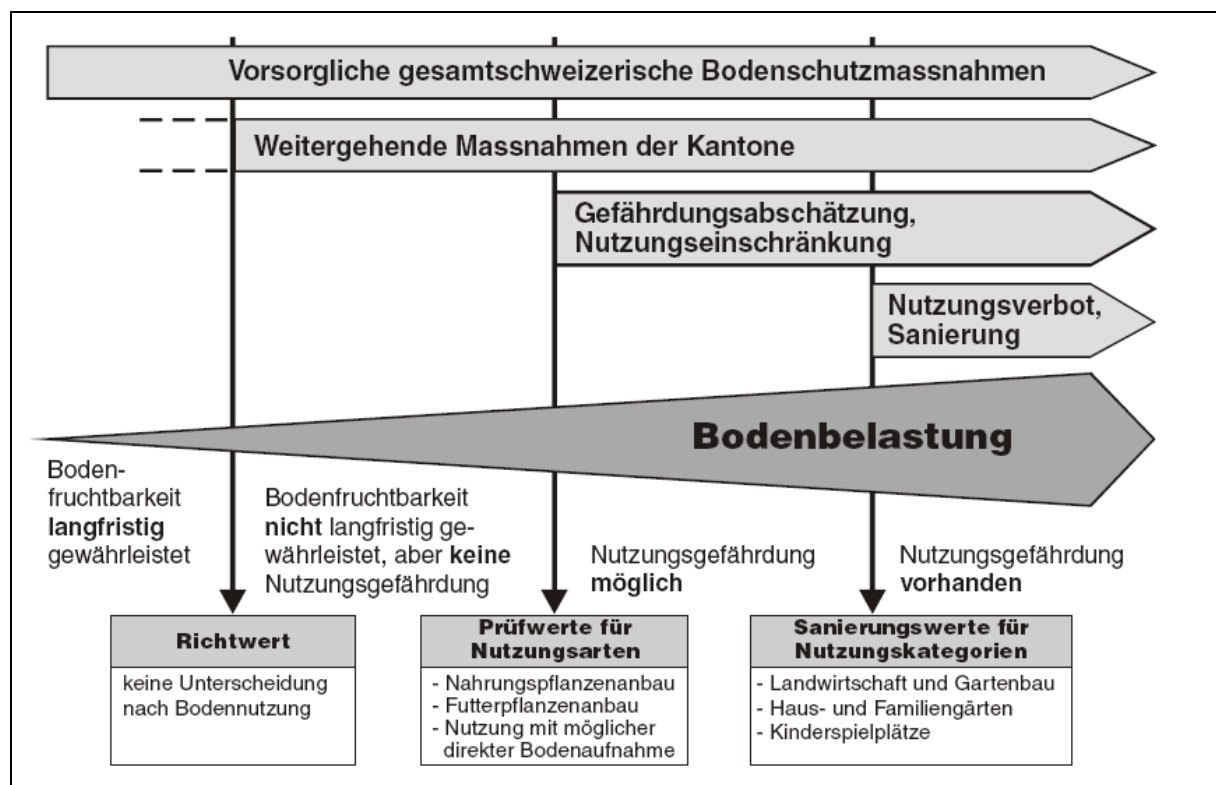 Vorsorgliche gesamtschweizerische Bodenschutzmassnahmen
Weitergehende Massnahmen der Kantone
Gefährdungsabschätzung,
Nutzungseinschränkung
Nutzungsverbot,
Sanierung
Bodenbelastung
Boden-
fruchtbarkeit
langfristig
gewährleistet
Bodenfruchtbarkeit
nicht langfristig ge-
währleistet, aber keine
Nutzungsgefährdung
Nutzungsgefährdung
möglich
Nutzungsgefährdung
vorhanden
Richtwert
keine Unterscheidung
nach Bodennutzung
Prüfwerte für
Nutzungsarten
- Nahrungspflanzenanbau
- Futterpflanzenanbau
- Nutzung mit möglicher
direkter Bodenaufnahme
Sanierungswerte für
Nutzungskategorien
- Landwirtschaft und Gartenbau
- Haus- und Familiengärten
- Kinderspielplätze